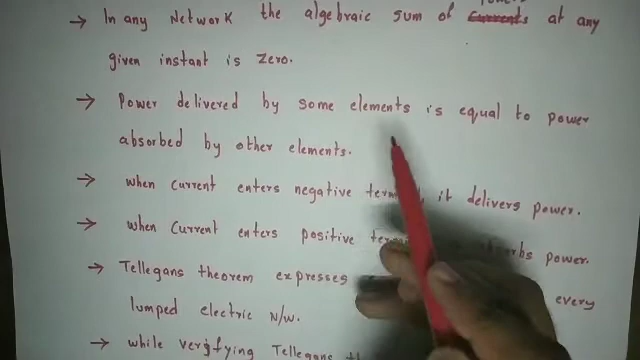 → In any Network the algebraic sum of currents at any
given instant is zero.
→ Power delivered by some elements is equal to power
absorbed by other elements.
→ when current enters negative it delivers power.
→ when Current enters positive power.
→ Tellegans theorem expresses every
lumped electric N/w.
→ while verifying Tellegans